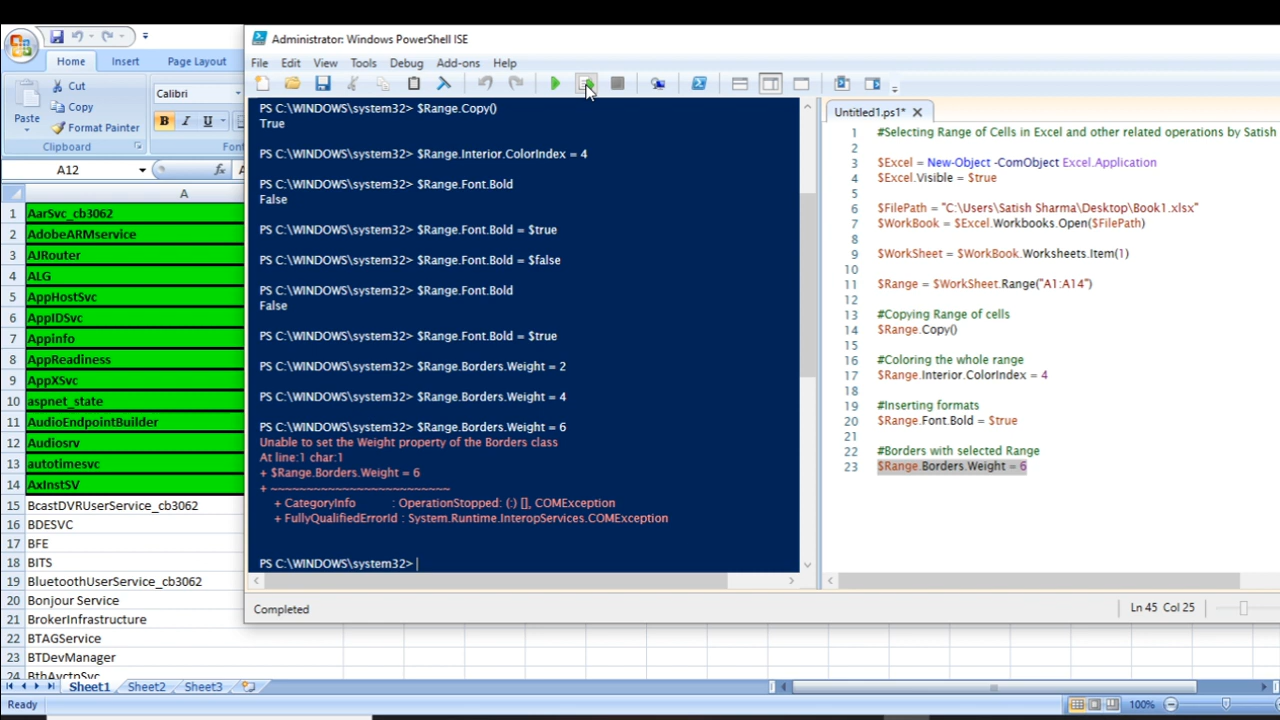 Administrator: Windows PowerShell ISE
Home Insert Page Layout
File Edit View Tools Debug Add-ons Help
Paste
Cut
Copy
Format Painter
Calibri
B I U
Clipboard
Font
A12
fx
A
A
1 AarSvc_cb3062
2 AdobeARMservice
3 AJRouter
4 ALG
5 AppHostSvc
6 AppIDSvc
7 Appinfo
8 AppReadiness
9 AppXSvc
10 aspnet_state
11 AudioEndpointBuilder
12 Audiosrv
13 autotimesvc
14 AxInstSV
15 BcastDVRUserService_cb3062
16 BDESVC
17 BFE
18 BITS
19 BluetoothUserService_cb3062
20 Bonjour Service
21 BrokerInfrastructure
22 BTAGService
23 BTDevManager
24 BthAvctpSvc
Sheet1 Sheet2 Sheet3
Ready
100%
PS C:\WINDOWS\system32> $Range.Copy()
True
PS C:\WINDOWS\system32> $Range.Interior.ColorIndex = 4
PS C:\WINDOWS\system32> $Range.Font.Bold
False
PS C:\WINDOWS\system32> $Range.Font.Bold = $true
PS C:\WINDOWS\system32> $Range.Font.Bold = $false
PS C:\WINDOWS\system32> $Range.Font.Bold
False
PS C:\WINDOWS\system32> $Range.Font.Bold = $true
PS C:\WINDOWS\system32> $Range.Borders.Weight = 2
PS C:\WINDOWS\system32> $Range.Borders.Weight = 4
PS C:\WINDOWS\system32> $Range.Borders.Weight = 6
Unable to set the Weight property of the Borders class
At line:1 char:1
+ $Range.Borders.Weight = 6
+ ~~~~~~~~~~~~~~~~~~~~~~~~~
+ CategoryInfo : OperationStopped: (:) [], COMException
+ FullyQualifiedErrorId : System.Runtime.InteropServices.COMException
PS C:\WINDOWS\system32>
Completed
Ln 45 Col 25
Untitled1.ps1*
1 #Selecting Range of Cells in Excel and other related operations by Satish
2
3 $Excel = New-Object -ComObject Excel.Application
4 $Excel.Visible = $true
5
6 $FilePath = "C:\Users\Satish Sharma\Desktop\Book1.xlsx"
7 $WorkBook = $Excel.Workbooks.Open($FilePath)
8
9 $WorkSheet = $WorkBook.Worksheets.Item(1)
10
11 $Range = $WorkSheet.Range("A1:A14")
12
13 #Copying Range of cells
14 $Range.Copy()
15
16 #Coloring the whole range
17 $Range.Interior.ColorIndex = 4
18
19 #Inserting formats
20 $Range.Font.Bold = $true
21
22 #Borders with selected Range
23 $Range.Borders.Weight = 6